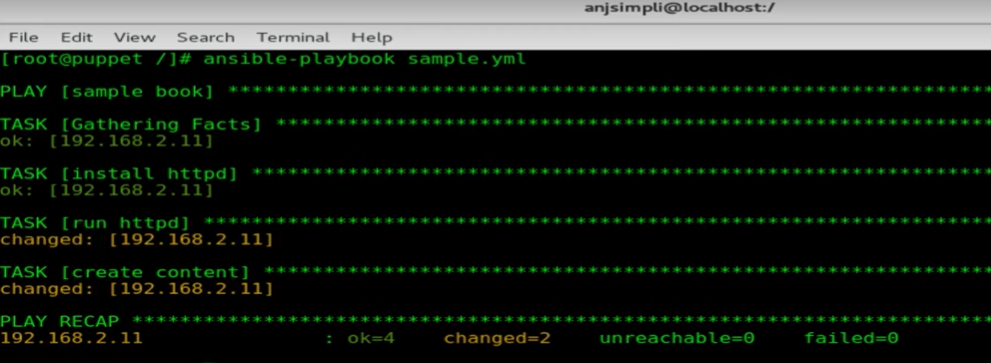 anjsimpli@localhost:/
File Edit View Search Terminal Help
[root@puppet /]# ansible-playbook sample.yml
PLAY [sample book] ***************************************************************
TASK [Gathering Facts] ***********************************************************
ok: [192.168.2.11]
TASK [install httpd] *************************************************************
ok: [192.168.2.11]
TASK [run httpd] *****************************************************************
changed: [192.168.2.11]
TASK [create content] ************************************************************
changed: [192.168.2.11]
PLAY RECAP ***********************************************************************
192.168.2.11 : ok=4 changed=2 unreachable=0 failed=0